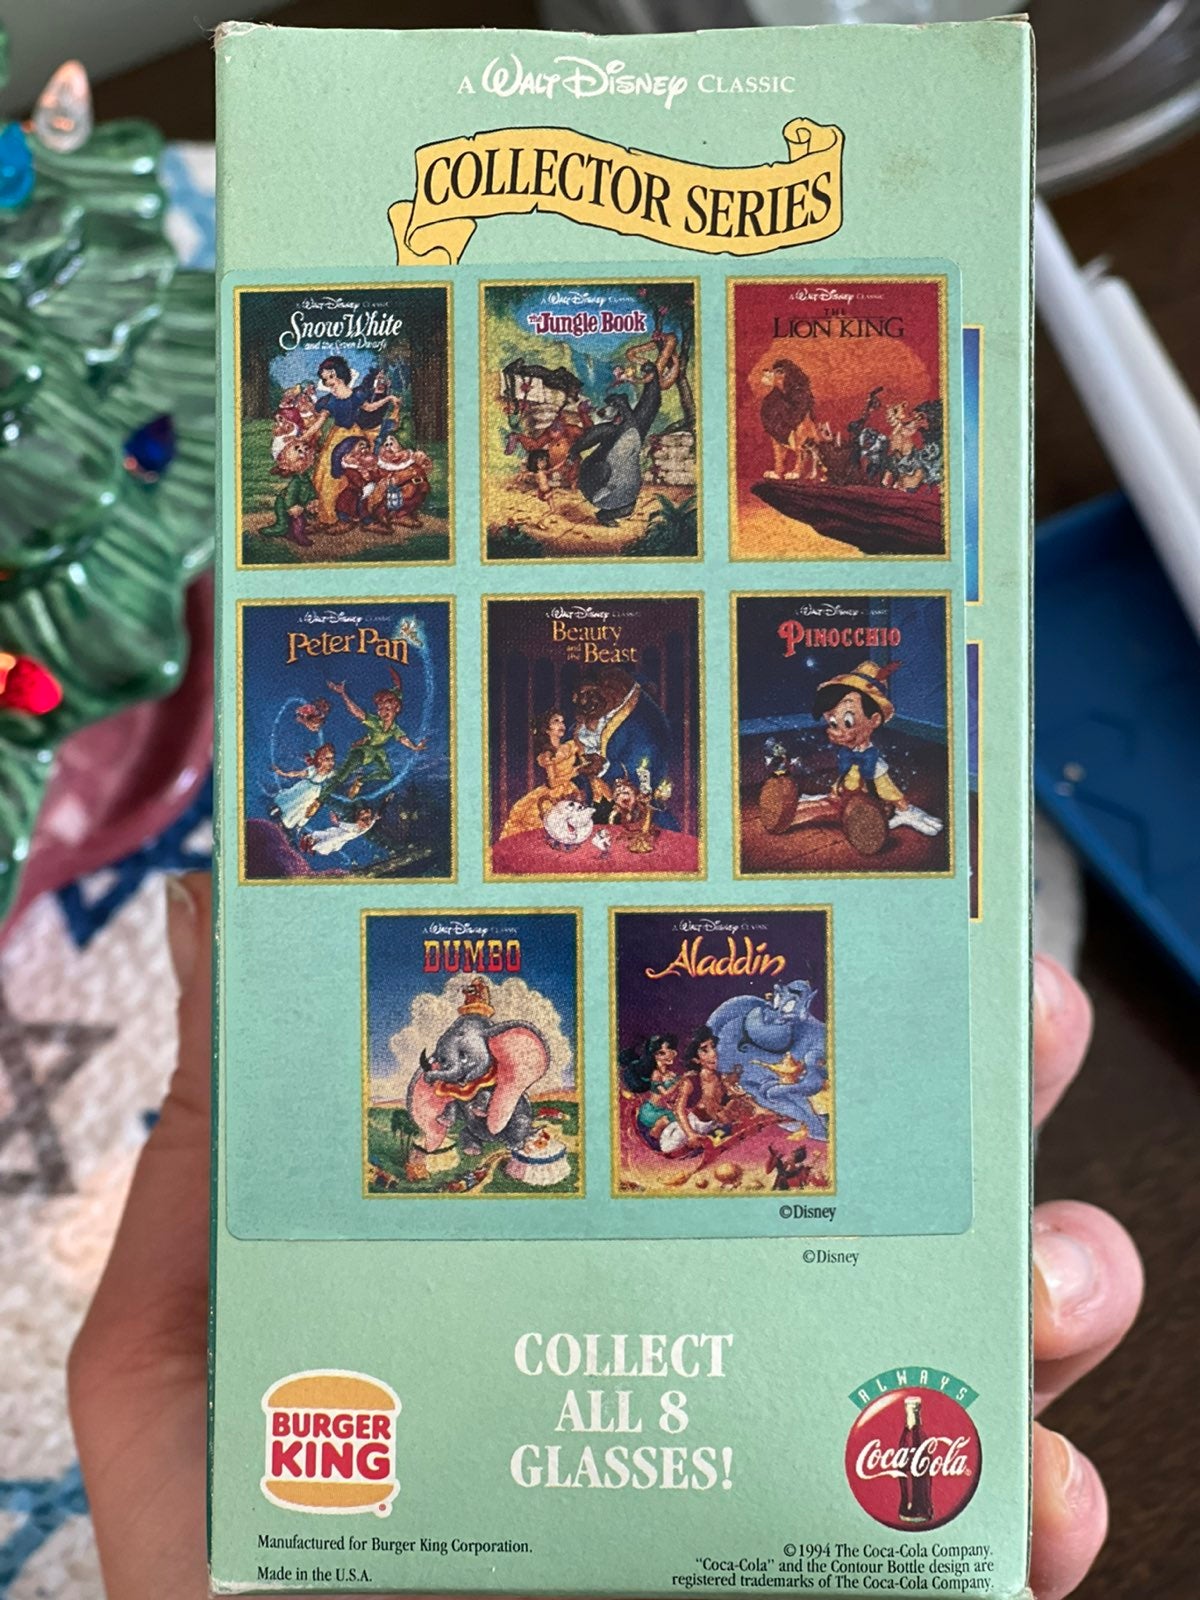 A WALT DISNEY CLASSIC
COLLECTOR SERIES
A WALT DISNEY CLASSIC
Snow White
and the Seven Dwarfs
A WALT DISNEY CLASSIC
The Jungle Book
A WALT DISNEY CLASSIC
THE
LION KING
A WALT DISNEY CLASSIC
Peter Pan
A WALT DISNEY CLASSIC
Beauty
and the Beast
A WALT DISNEY CLASSIC
PINOCCHIO
A WALT DISNEY CLASSIC
DUMBO
A WALT DISNEY CLASSIC
Aladdin
©Disney
©Disney
COLLECT
ALL 8
GLASSES!
BURGER
KING
ALWAYS
Coca-Cola
Manufactured for Burger King Corporation.
Made in the U.S.A.
©1994 The Coca-Cola Company.
"Coca-Cola" and the Contour Bottle design are
registered trademarks of The Coca-Cola Company.